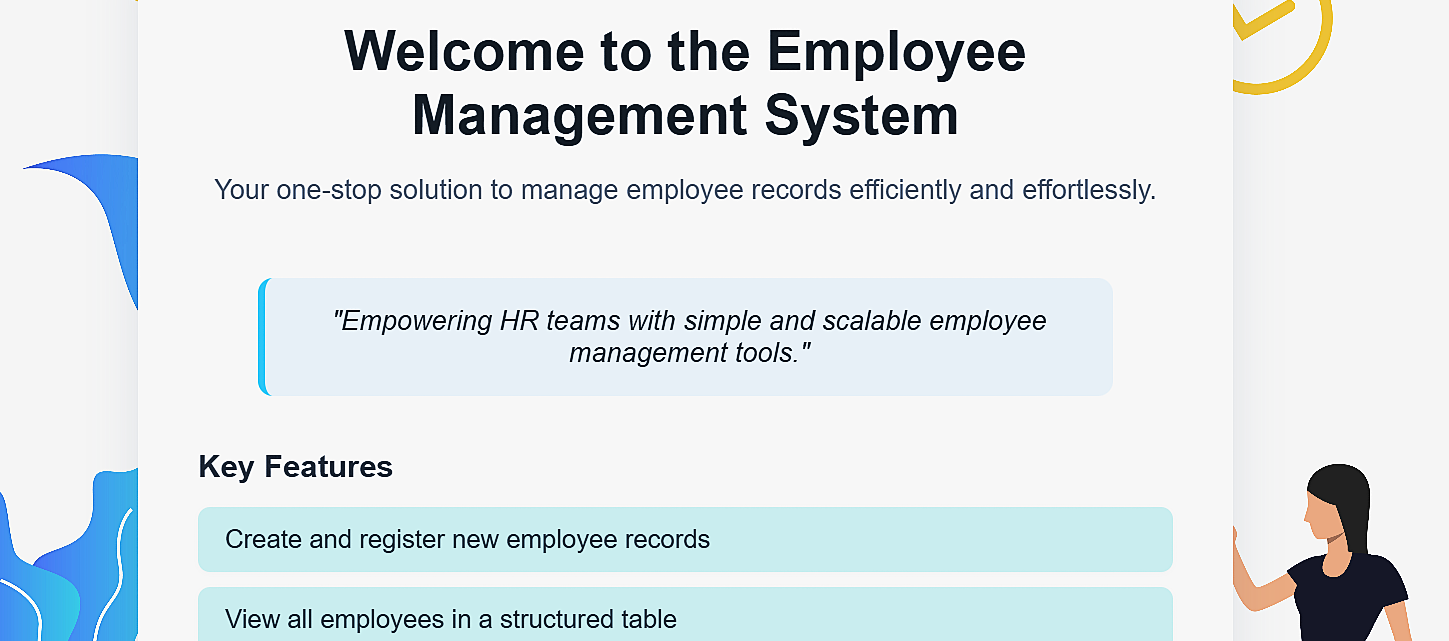 Welcome to the Employee
Management System
Your one-stop solution to manage employee records efficiently and effortlessly.
"Empowering HR teams with simple and scalable employee
management tools."
Key Features
Create and register new employee records
View all employees in a structured table